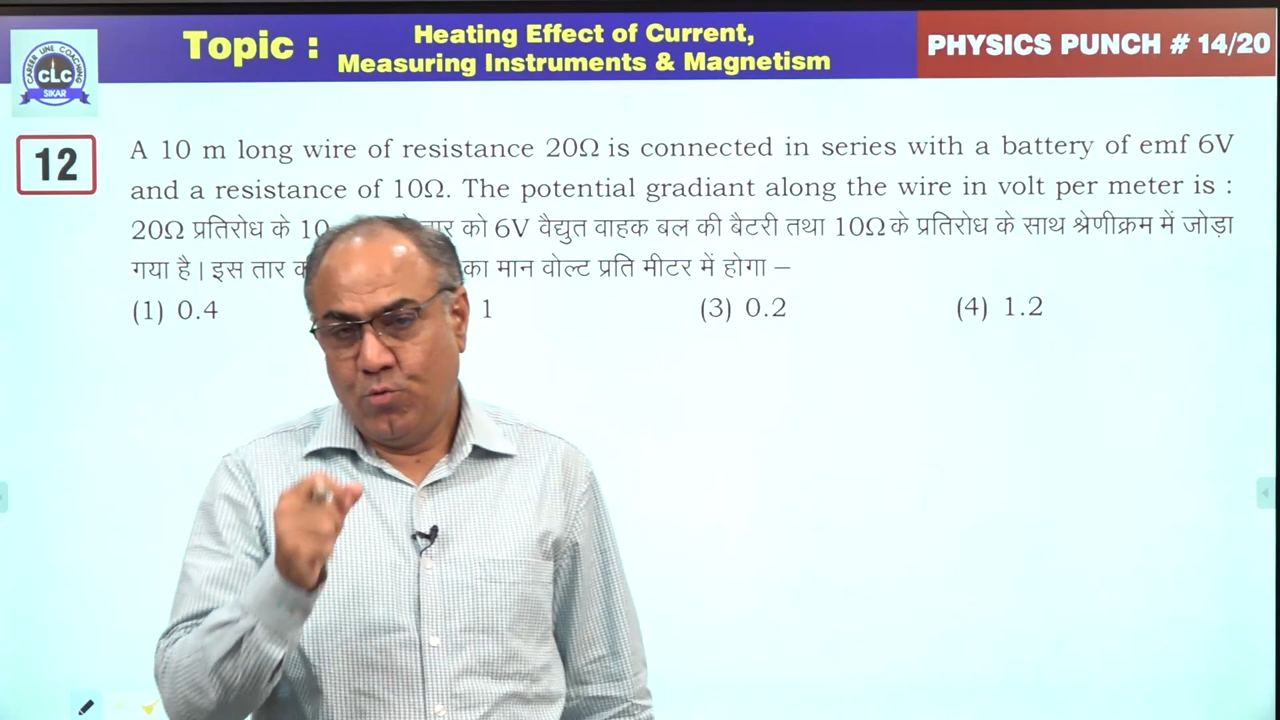 Topic :
Heating Effect of Current,
Measuring Instruments & Magnetism
PHYSICS PUNCH # 14/20
CAREER LINE COACHING
CLC
SIKAR
12
A 10 m long wire of resistance 20Ω is connected in series with a battery of emf 6V
and a resistance of 10Ω. The potential gradiant along the wire in volt per meter is :
20Ω प्रतिरोध के 10 को 6V वैद्युत वाहक बल की बैटरी तथा 10Ω के प्रतिरोध के साथ श्रेणीक्रम में जोड़ा
गया है। इस तार का मान वोल्ट प्रति मीटर में होगा –
(1) 0.4 1 (3) 0.2 (4) 1.2